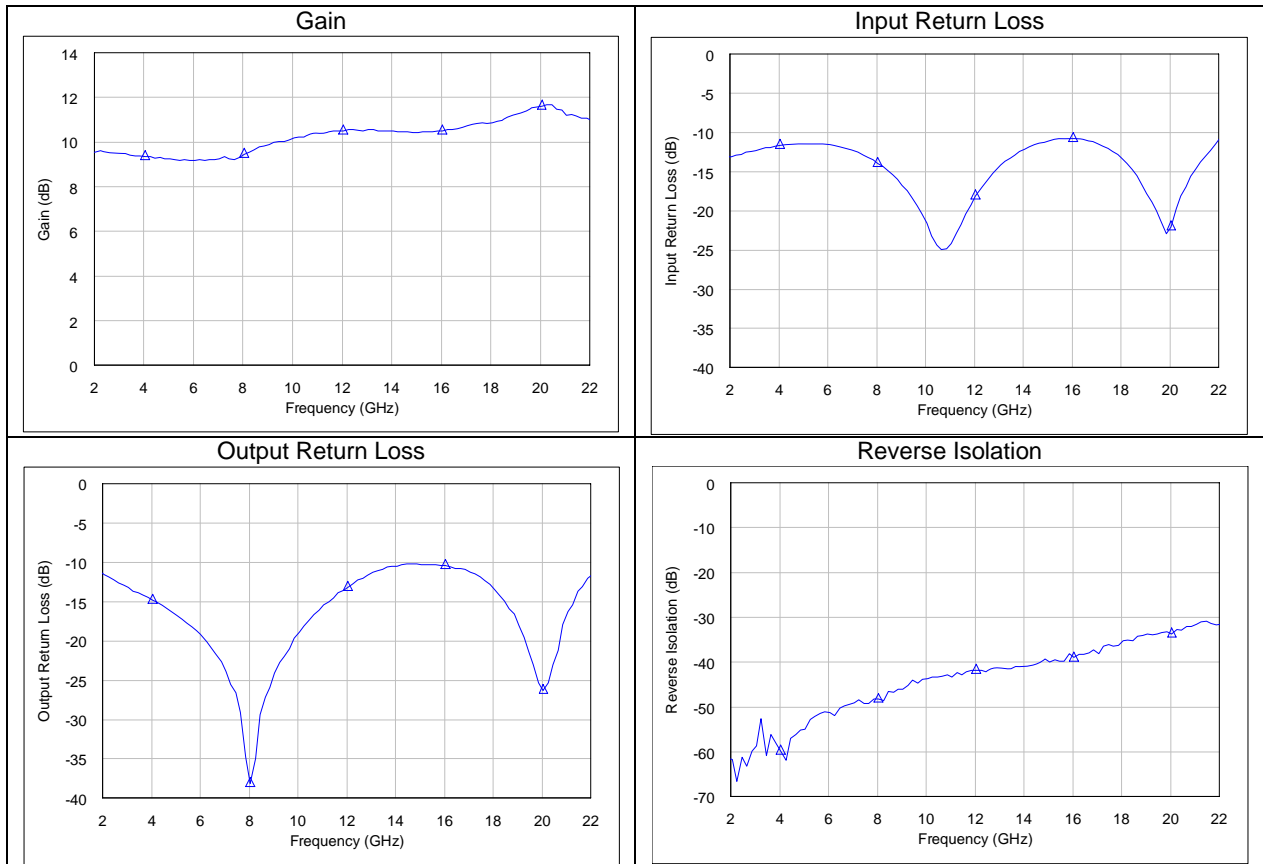 Gain
Gain (dB)
14
12
10
8
6
4
2
0
2 4 6 8 10 12 14 16 18 20 22
Frequency (GHz)
Input Return Loss
Input Return Loss (dB)
0
-5
-10
-15
-20
-25
-30
-35
-40
2 4 6 8 10 12 14 16 18 20 22
Frequency (GHz)
Output Return Loss
Output Return Loss (dB)
0
-5
-10
-15
-20
-25
-30
-35
-40
2 4 6 8 10 12 14 16 18 20 22
Frequency (GHz)
Reverse Isolation
Reverse Isolation (dB)
0
-10
-20
-30
-40
-50
-60
-70
2 4 6 8 10 12 14 16 18 20 22
Frequency (GHz)